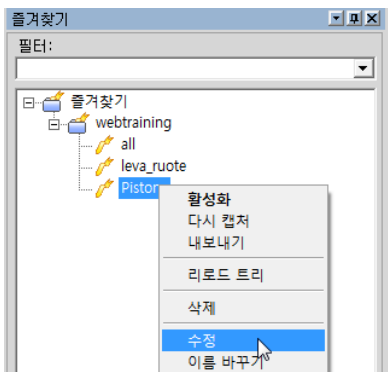 즐겨찾기
필터:
즐겨찾기
webtraining
all
leva_ruote
Piston
활성화
다시 캡처
내보내기
리로드 트리
삭제
수정
이름 바꾸기